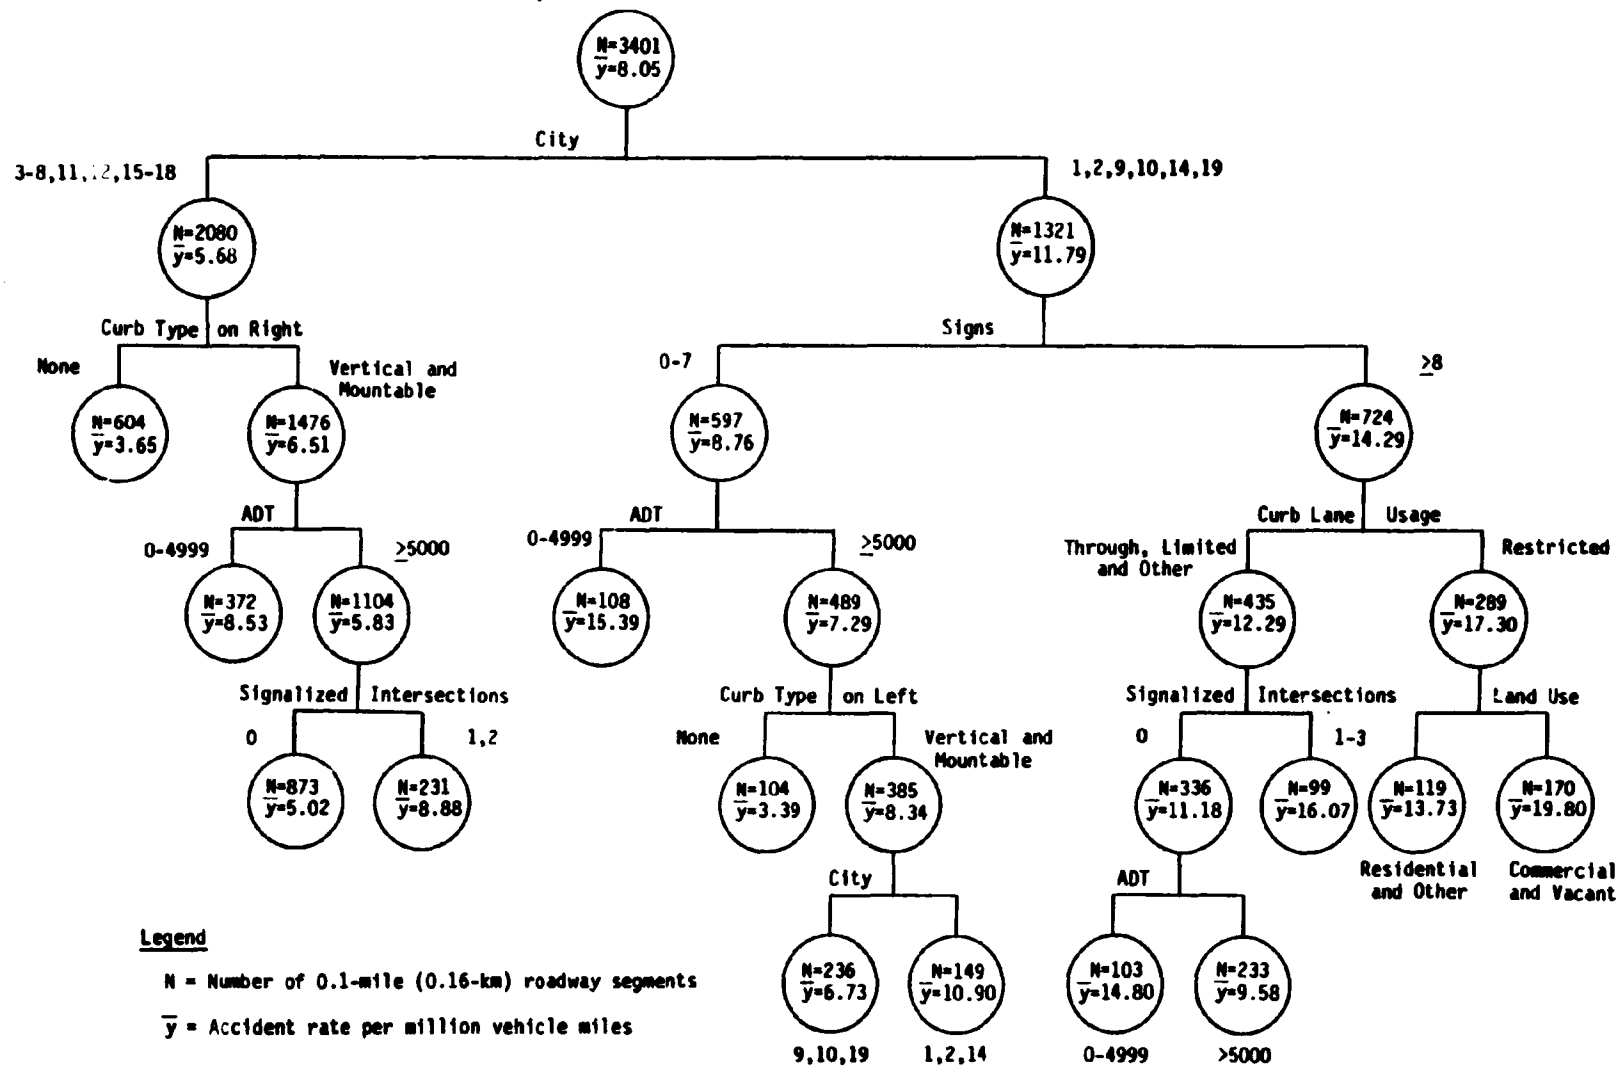 N=3401
y̅=8.05
City
3-8,11,12,15-18
1,2,9,10,14,19
N=2080
y̅=5.68
N=1321
y̅=11.79
Curb Type on Right
Signs
None
Vertical and
Mountable
0-7
≥8
N=604
y̅=3.65
N=1476
y̅=6.51
N=597
y̅=8.76
N=724
y̅=14.29
ADT
ADT
Curb Lane Usage
0-4999
≥5000
0-4999
≥5000
Through, Limited
and Other
Restricted
N=372
y̅=8.53
N=1104
y̅=5.83
N=108
y̅=15.39
N=489
y̅=7.29
N=435
y̅=12.29
N=289
y̅=17.30
Signalized Intersections
Curb Type on Left
Signalized Intersections
Land Use
0
1,2
None
Vertical and
Mountable
0
1-3
N=873
y̅=5.02
N=231
y̅=8.88
N=104
y̅=3.39
N=385
y̅=8.34
N=336
y̅=11.18
N=99
y̅=16.07
N=119
y̅=13.73
N=170
y̅=19.80
Residential
and Other
Commercial
and Vacant
City
ADT
N=236
y̅=6.73
N=149
y̅=10.90
N=103
y̅=14.80
N=233
y̅=9.58
9,10,19
1,2,14
0-4999
>5000
Legend
N = Number of 0.1-mile (0.16-km) roadway segments
y̅ = Accident rate per million vehicle miles